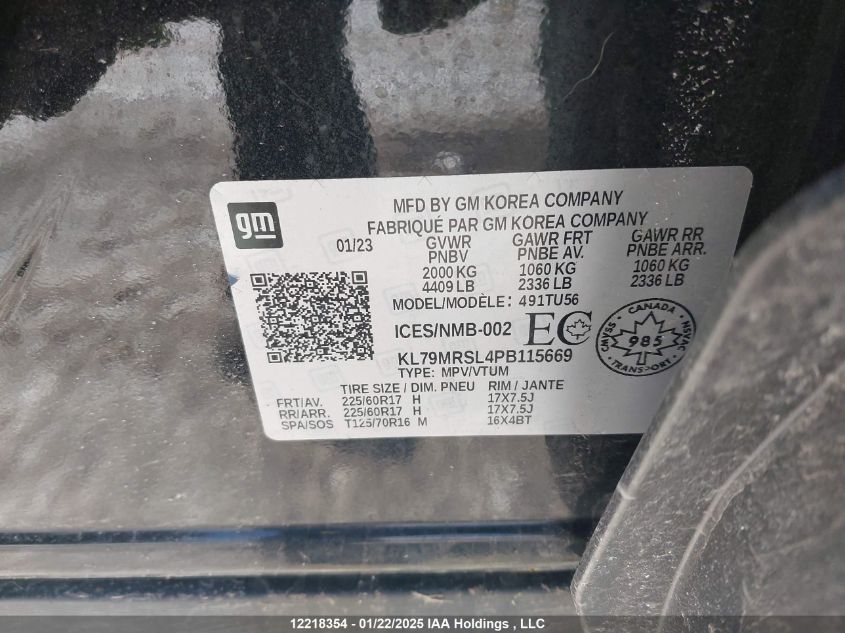 gm
MFD BY GM KOREA COMPANY
FABRIQUÉ PAR GM KOREA COMPANY
01/23 GVWR GAWR FRT GAWR RR
PNBV PNBE AV. PNBE ARR.
2000 KG 1060 KG 1060 KG
4409 LB 2336 LB 2336 LB
MODEL/MODÈLE: 491TU56
ICES/NMB-002 EC
CANADA
CMVSS 985 NVAC
TRANSPORT
KL79MRSL4PB115669
TYPE: MPV/VTUM
TIRE SIZE / DIM. PNEU RIM / JANTE
FRT/AV. 225/60R17 H 17X7.5J
RR/ARR. 225/60R17 H 17X7.5J
SPA/SOS T125/70R16 M 16X4BT
12218354 - 01/22/2025 IAA Holdings , LLC